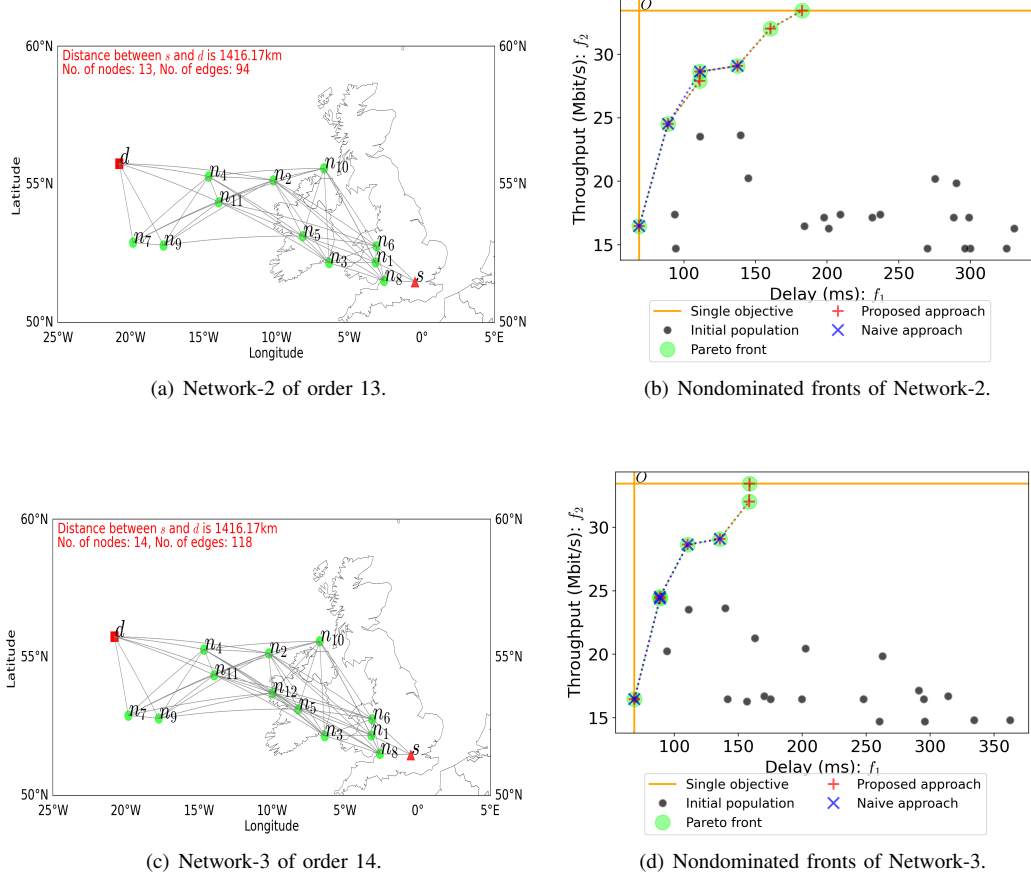 60°N
60°N
Distance between s and d is 1416.17km
No. of nodes: 13, No. of edges: 94
d
n10
n4
n2
55°N
55°N
n11
n7
n9
n5
n6
n3
n1
n8
s
50°N
50°N
25°W 20°W 15°W 10°W 5°W 0° 5°E
Latitude
Longitude
(a) Network-2 of order 13.
O
30
25
20
15
Throughput (Mbit/s): f2
100 150 200 250 300
Delay (ms): f1
Single objective
Initial population
Pareto front
Proposed approach
Naive approach
(b) Nondominated fronts of Network-2.
60°N
60°N
Distance between s and d is 1416.17km
No. of nodes: 14, No. of edges: 118
d
n10
n4
n2
55°N
55°N
n11
n12
n7
n9
n5
n6
n3
n1
n8
s
50°N
50°N
25°W 20°W 15°W 10°W 5°W 0° 5°E
Latitude
Longitude
(c) Network-3 of order 14.
O
30
25
20
15
Throughput (Mbit/s): f2
100 150 200 250 300 350
Delay (ms): f1
Single objective
Initial population
Pareto front
Proposed approach
Naive approach
(d) Nondominated fronts of Network-3.